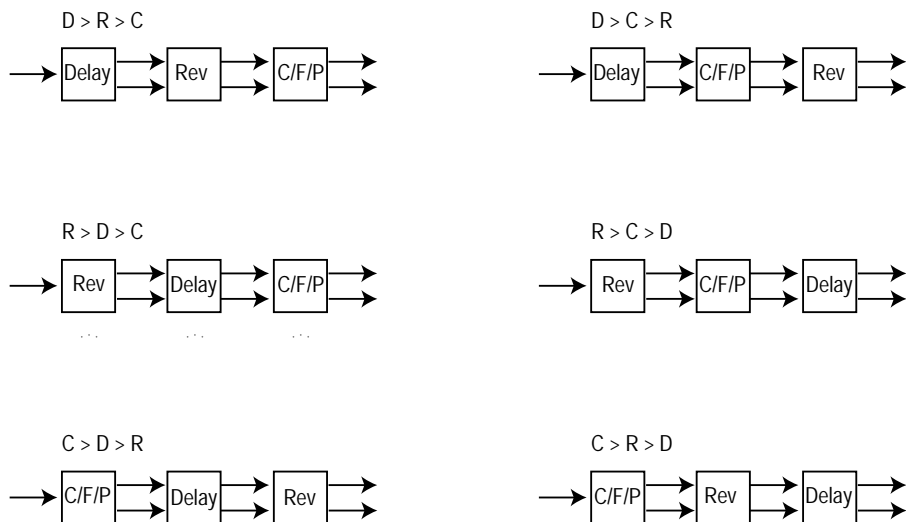 D > R > C
Delay Rev C/F/P
D > C > R
Delay C/F/P Rev
R > D > C
Rev Delay C/F/P
R > C > D
Rev C/F/P Delay
C > D > R
C/F/P Delay Rev
C > R > D
C/F/P Rev Delay